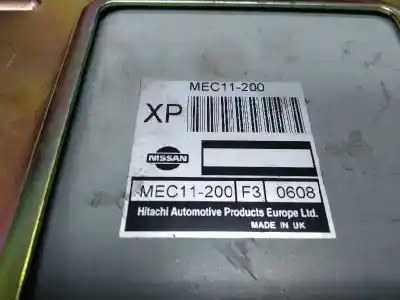 MEC11-200
XP
NISSAN
MEC11-200 F3 0608
Hitachi Automotive Products Europe Ltd.
MADE IN UK